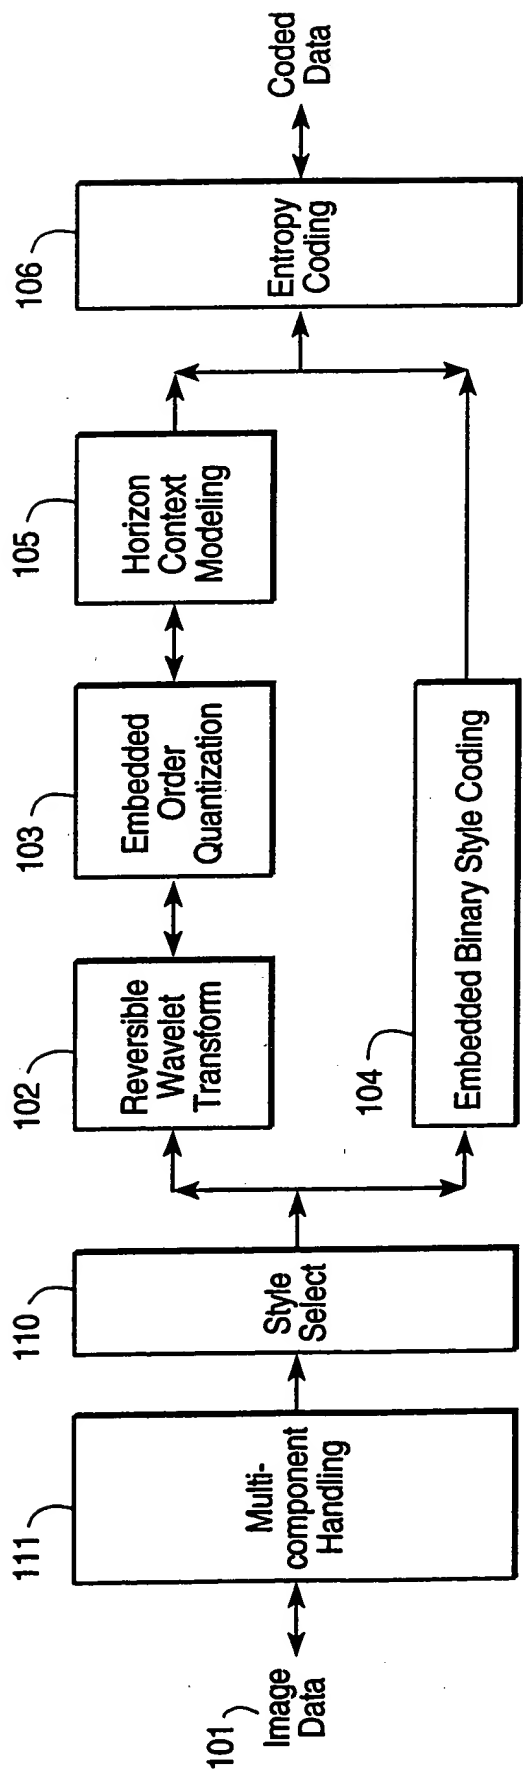 101
Image
Data
111
Multi-
component
Handling
110
Style
Select
102
Reversible
Wavelet
Transform
103
Embedded
Order
Quantization
105
Horizon
Context
Modeling
104
Embedded Binary Style Coding
106
Entropy
Coding
Coded
Data